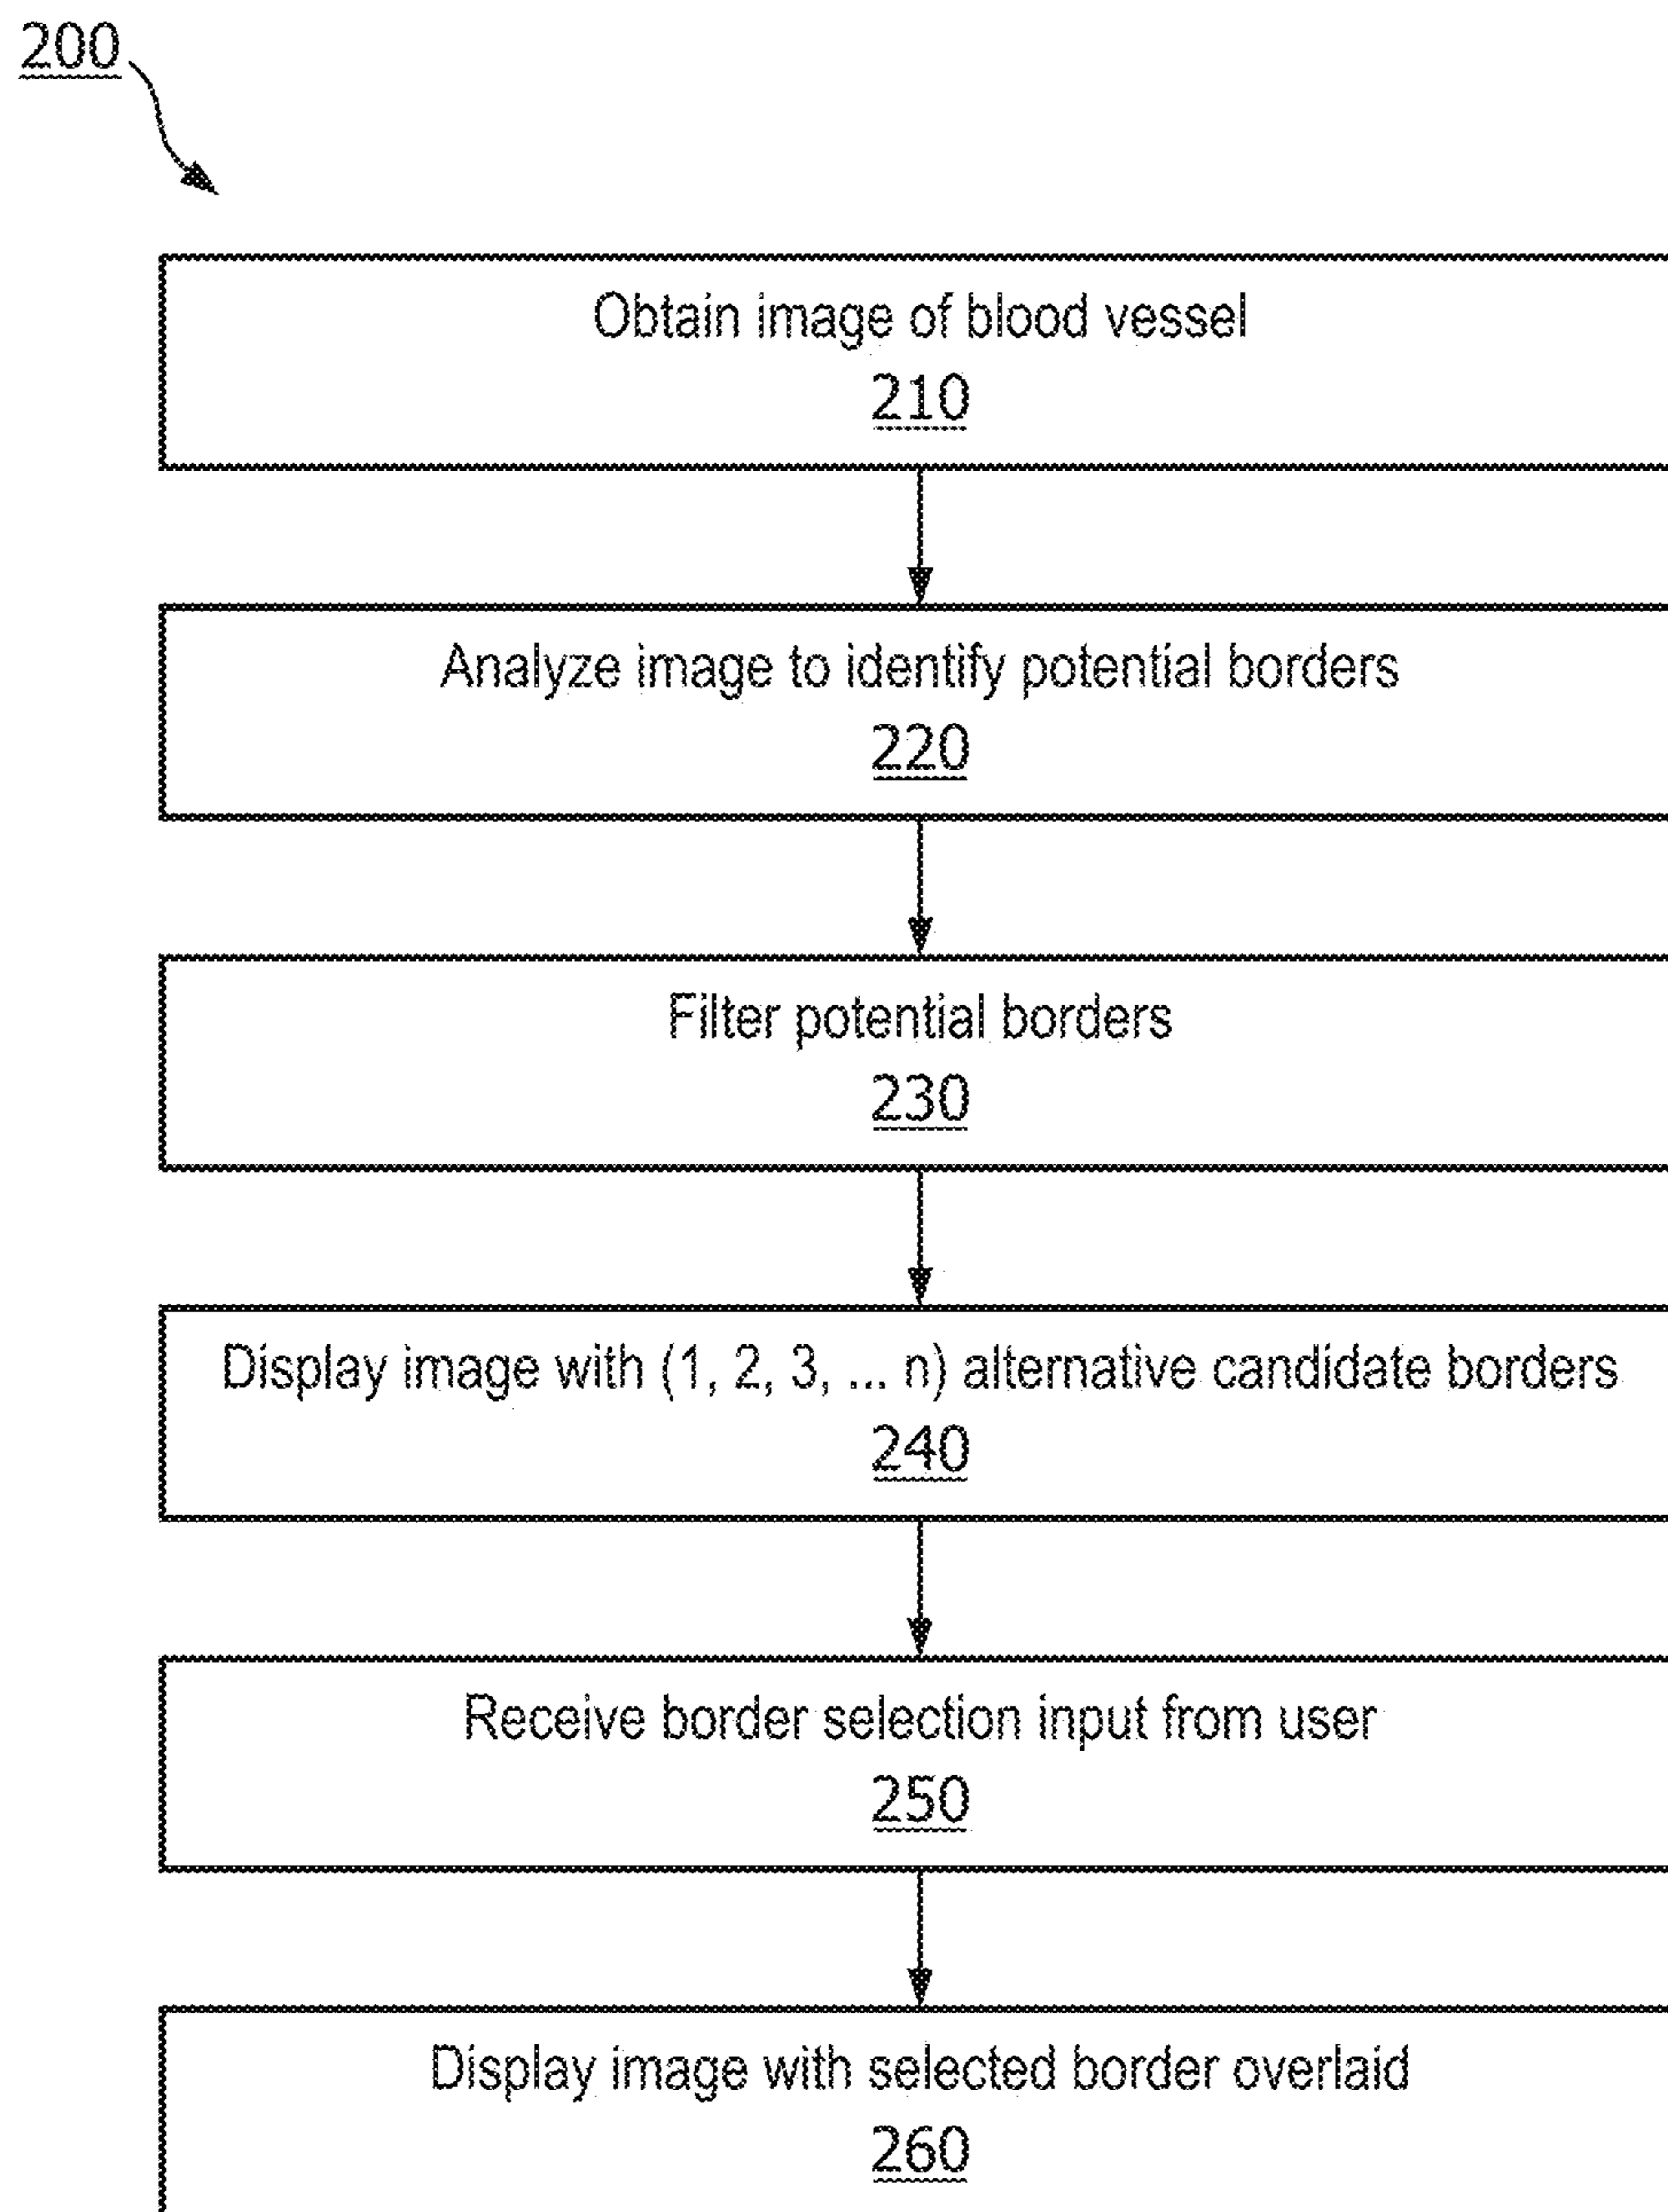 200
Obtain image of blood vessel
210
Analyze image to identify potential borders
220
Filter potential borders
230
Display image with (1, 2, 3, ... n) alternative candidate borders
240
Receive border selection input from user
250
Display image with selected border overlaid
260